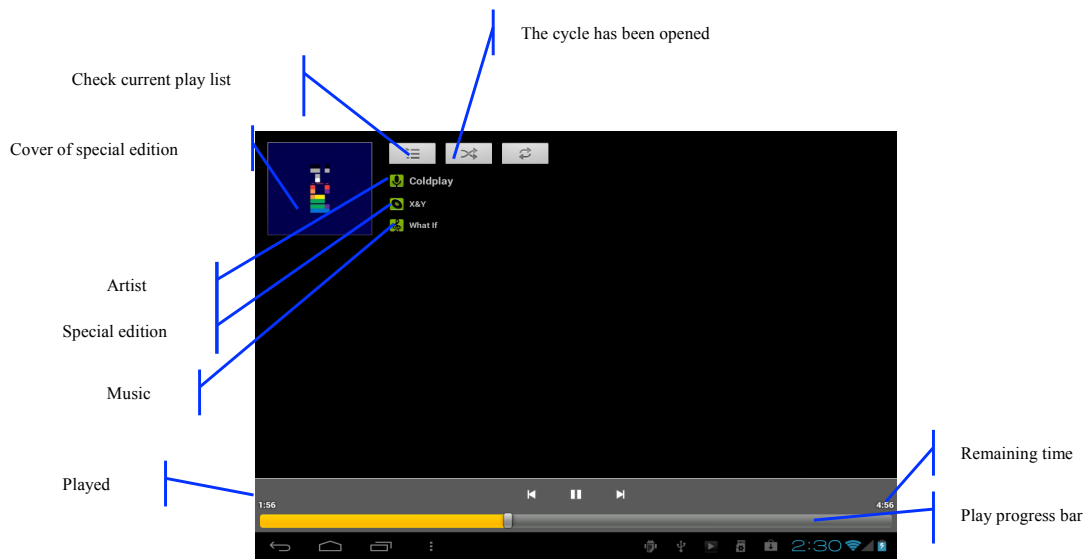 The cycle has been opened
Check current play list
Cover of special edition
Coldplay
X&Y
What If
Artist
Special edition
Music
Remaining time
Played
1:56
4:56
Play progress bar
2:30